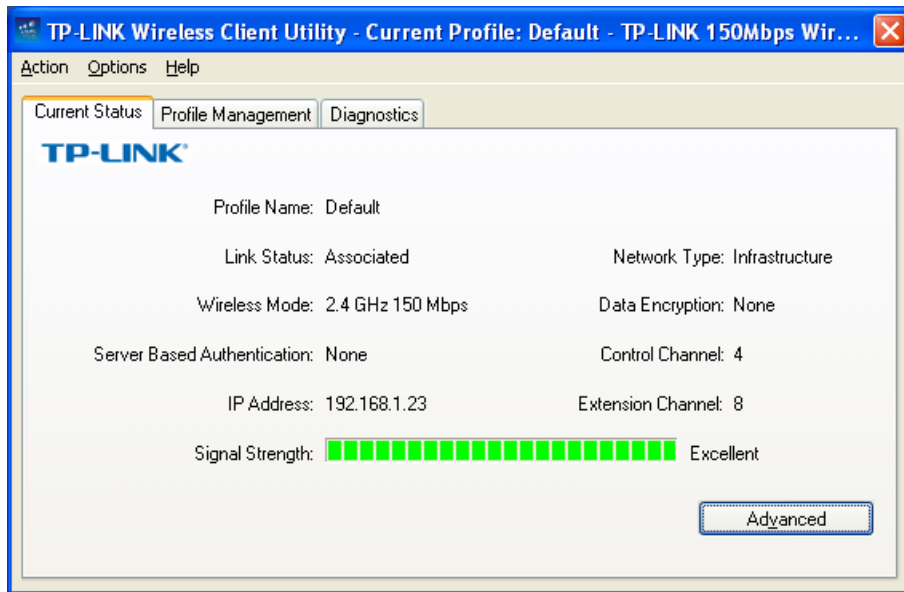 TP-LINK Wireless Client Utility - Current Profile: Default - TP-LINK 150Mbps Wir...
Action Options Help
Current Status Profile Management Diagnostics
TP-LINK®
Profile Name: Default
Link Status: Associated Network Type: Infrastructure
Wireless Mode: 2.4 GHz 150 Mbps Data Encryption: None
Server Based Authentication: None Control Channel: 4
IP Address: 192.168.1.23 Extension Channel: 8
Signal Strength: Excellent
Advanced